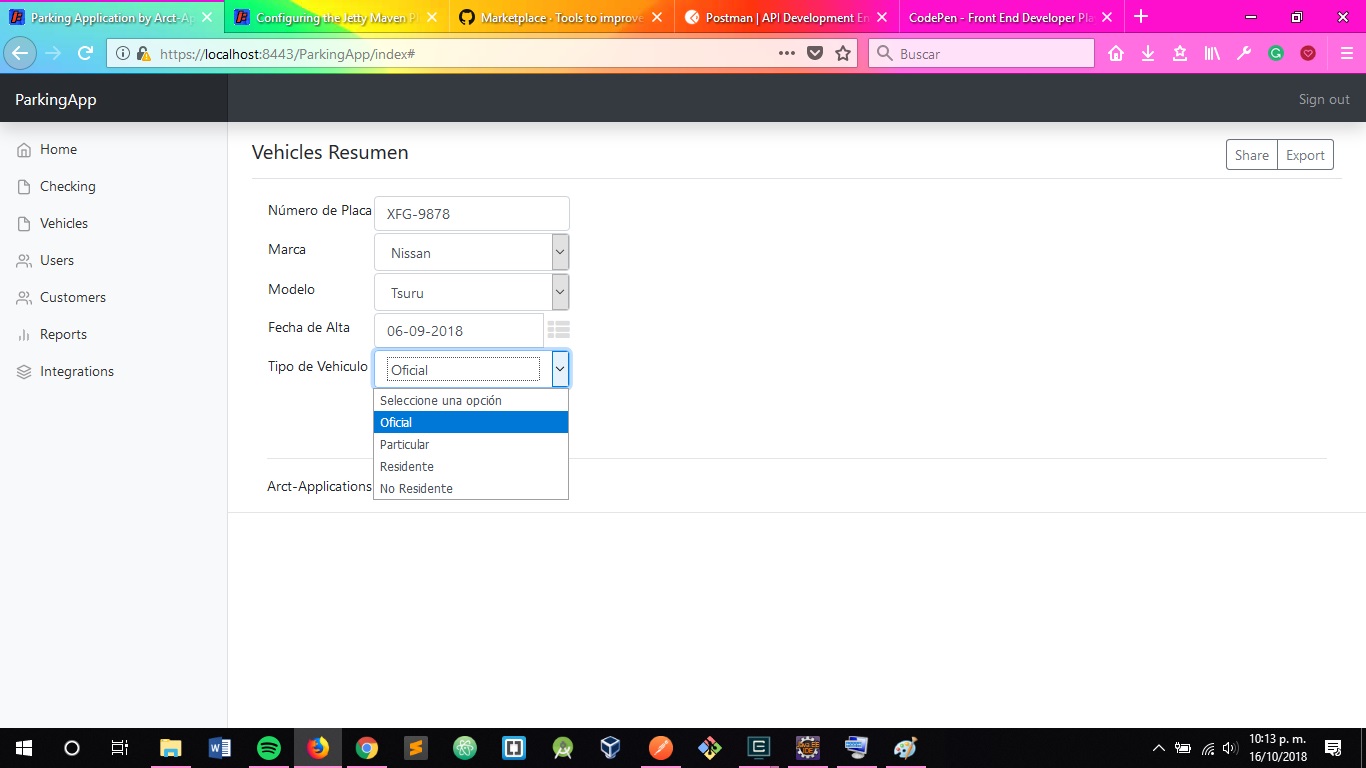 Parking Application by Arct-Ap
Configuring the Jetty Maven P
Marketplace · Tools to improve
Postman | API Development En
CodePen - Front End Developer Pla
https://localhost:8443/ParkingApp/index#
Buscar
ParkingApp
Sign out
Home
Checking
Vehicles
Users
Customers
Reports
Integrations
Vehicles Resumen
Share
Export
Número de Placa
XFG-9878
Marca
Nissan
Modelo
Tsuru
Fecha de Alta
06-09-2018
Tipo de Vehiculo
Oficial
Seleccione una opción
Oficial
Particular
Residente
No Residente
Arct-Applications
10:13 p. m.
16/10/2018